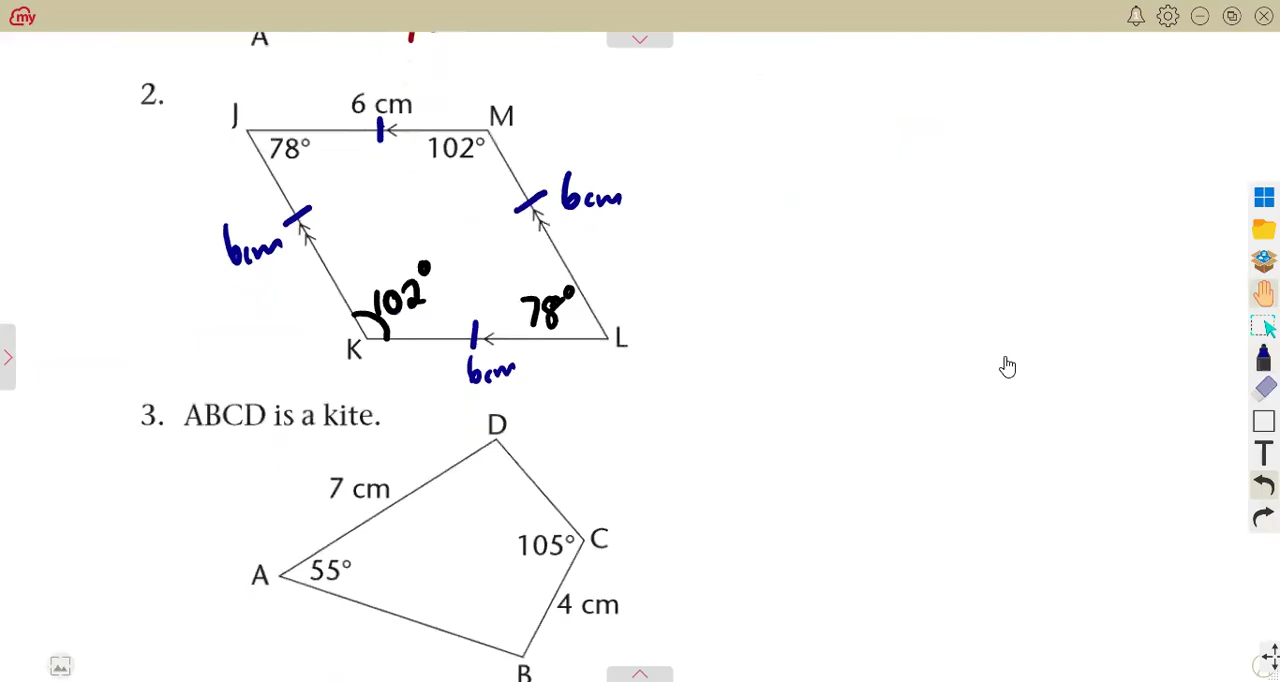 my
A
2.
J
6 cm
M
78°
102°
6cm
6cm
102°
78°
K
L
6cm
3. ABCD is a kite.
D
7 cm
105°
C
A
55°
4 cm
B
T